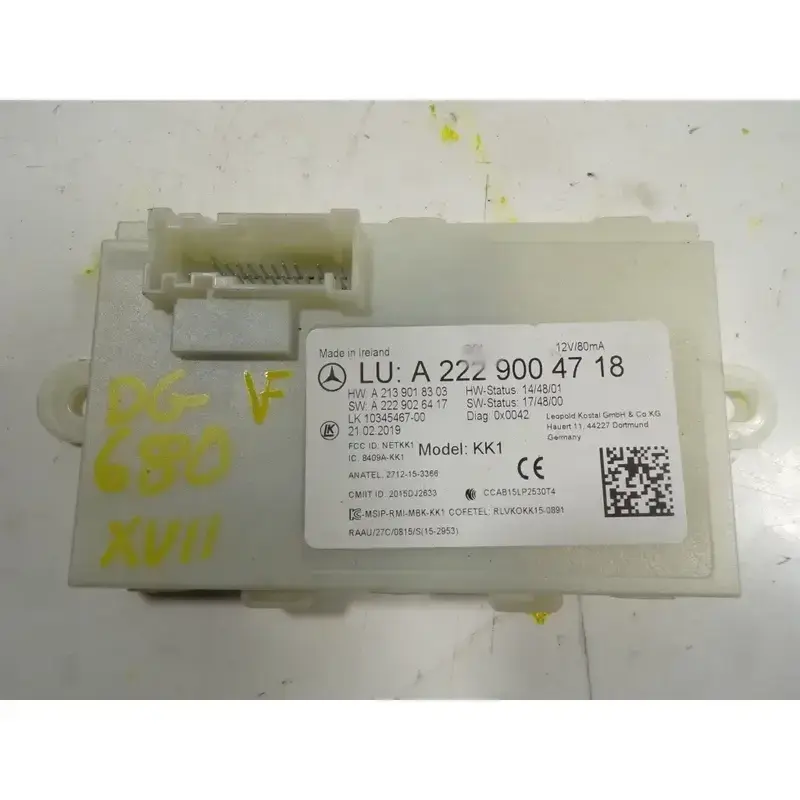 Made in Ireland
12V/80mA
LU: A 222 900 47 18
HW: A 213 901 83 03 HW-Status: 14/48/01
SW: A 222 902 64 17 SW-Status: 17/48/00
LK 10345467-00 Diag: 0x0042
21.02.2019
Leopold Kostal GmbH & Co KG
Hauert 11, 44227 Dortmund
Germany
LK
FCC ID. NETKK1
Model: KK1
IC. 8409A-KK1
CE
ANATEL. 2712-15-3366
CMIIT ID. 2015DJ2633 CCAB15LP2530T4
-MSIP-RMI-MBK-KK1 COFETEL: RLVKOKK15-0891
RAAU/27C/0815/S(15-2953)
DG- VF
680
XVII